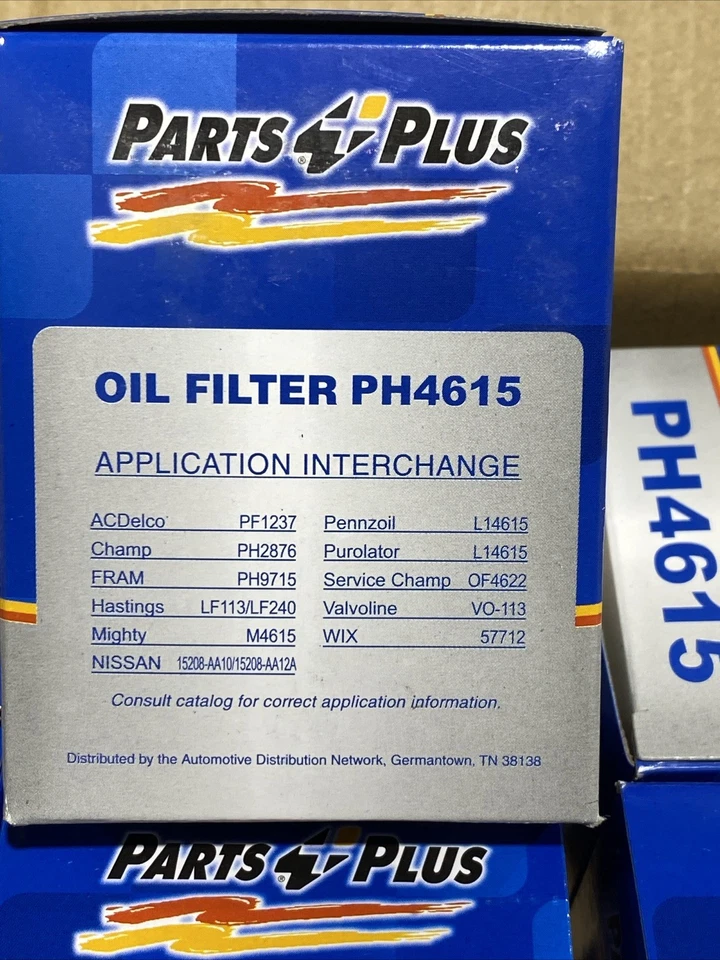 PARTS PLUS
®
OIL FILTER PH4615
APPLICATION INTERCHANGE
ACDelco PF1237 Pennzoil L14615
Champ PH2876 Purolator L14615
FRAM PH9715 Service Champ OF4622
Hastings LF113/LF240 Valvoline VO-113
Mighty M4615 WIX 57712
NISSAN 15208-AA10/15208-AA12A
Consult catalog for correct application information.
Distributed by the Automotive Distribution Network, Germantown, TN 38138
PH4615
PARTS PLUS
®